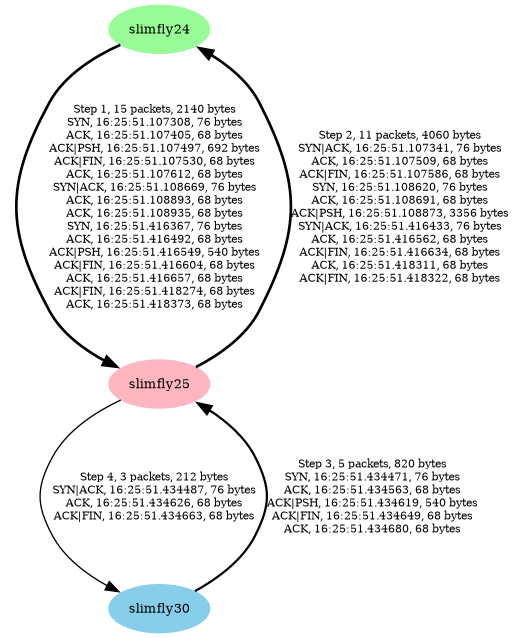 slimfly24
Step 1, 15 packets, 2140 bytes
SYN, 16:25:51.107308, 76 bytes
ACK, 16:25:51.107405, 68 bytes
ACK|PSH, 16:25:51.107497, 692 bytes
ACK|FIN, 16:25:51.107530, 68 bytes
ACK, 16:25:51.107612, 68 bytes
SYN|ACK, 16:25:51.108669, 76 bytes
ACK, 16:25:51.108893, 68 bytes
ACK, 16:25:51.108935, 68 bytes
SYN, 16:25:51.416367, 76 bytes
ACK, 16:25:51.416492, 68 bytes
ACK|PSH, 16:25:51.416549, 540 bytes
ACK|FIN, 16:25:51.416604, 68 bytes
ACK, 16:25:51.416657, 68 bytes
ACK|FIN, 16:25:51.418274, 68 bytes
ACK, 16:25:51.418373, 68 bytes
Step 2, 11 packets, 4060 bytes
SYN|ACK, 16:25:51.107341, 76 bytes
ACK, 16:25:51.107509, 68 bytes
ACK|FIN, 16:25:51.107586, 68 bytes
SYN, 16:25:51.108620, 76 bytes
ACK, 16:25:51.108691, 68 bytes
ACK|PSH, 16:25:51.108873, 3356 bytes
SYN|ACK, 16:25:51.416433, 76 bytes
ACK, 16:25:51.416562, 68 bytes
ACK|FIN, 16:25:51.416634, 68 bytes
ACK, 16:25:51.418311, 68 bytes
ACK|FIN, 16:25:51.418322, 68 bytes
slimfly25
Step 4, 3 packets, 212 bytes
SYN|ACK, 16:25:51.434487, 76 bytes
ACK, 16:25:51.434626, 68 bytes
ACK|FIN, 16:25:51.434663, 68 bytes
Step 3, 5 packets, 820 bytes
SYN, 16:25:51.434471, 76 bytes
ACK, 16:25:51.434563, 68 bytes
ACK|PSH, 16:25:51.434619, 540 bytes
ACK|FIN, 16:25:51.434649, 68 bytes
ACK, 16:25:51.434680, 68 bytes
slimfly30